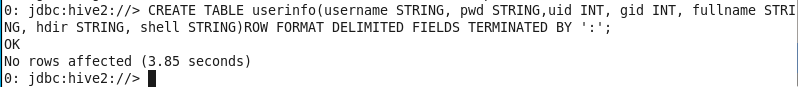 0: jdbc:hive2://> CREATE TABLE userinfo(username STRING, pwd STRING,uid INT, gid INT, fullname STRI
NG, hdir STRING, shell STRING)ROW FORMAT DELIMITED FIELDS TERMINATED BY ':';
OK
No rows affected (3.85 seconds)
0: jdbc:hive2://>